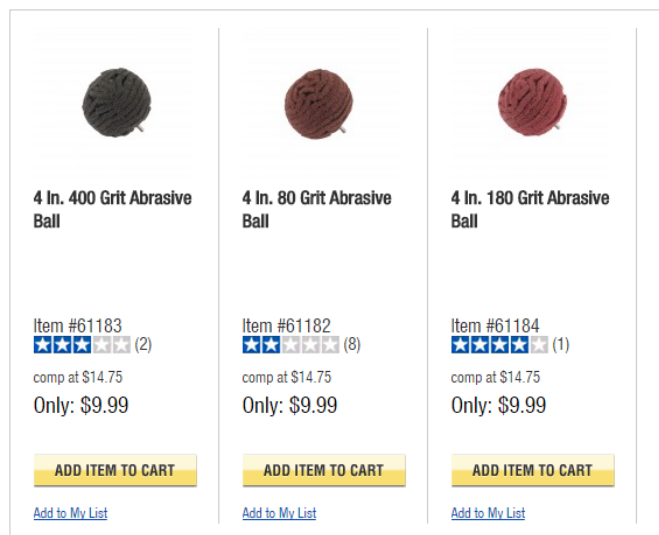 4 In. 400 Grit Abrasive
Ball
Item #61183
(2)
comp at $14.75
Only: $9.99
ADD ITEM TO CART
Add to My List
4 In. 80 Grit Abrasive
Ball
Item #61182
(8)
comp at $14.75
Only: $9.99
ADD ITEM TO CART
Add to My List
4 In. 180 Grit Abrasive
Ball
Item #61184
(1)
comp at $14.75
Only: $9.99
ADD ITEM TO CART
Add to My List